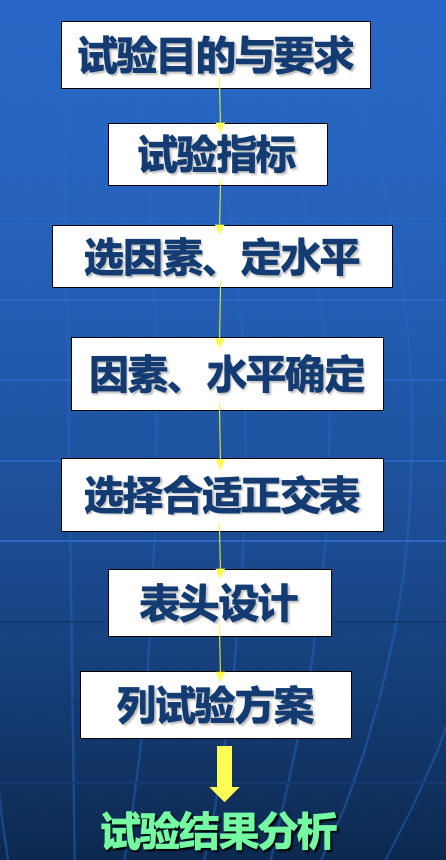 试验目的与要求
试验指标
选因素、定水平
因素、水平确定
选择合适正交表
表头设计
列试验方案
试验结果分析